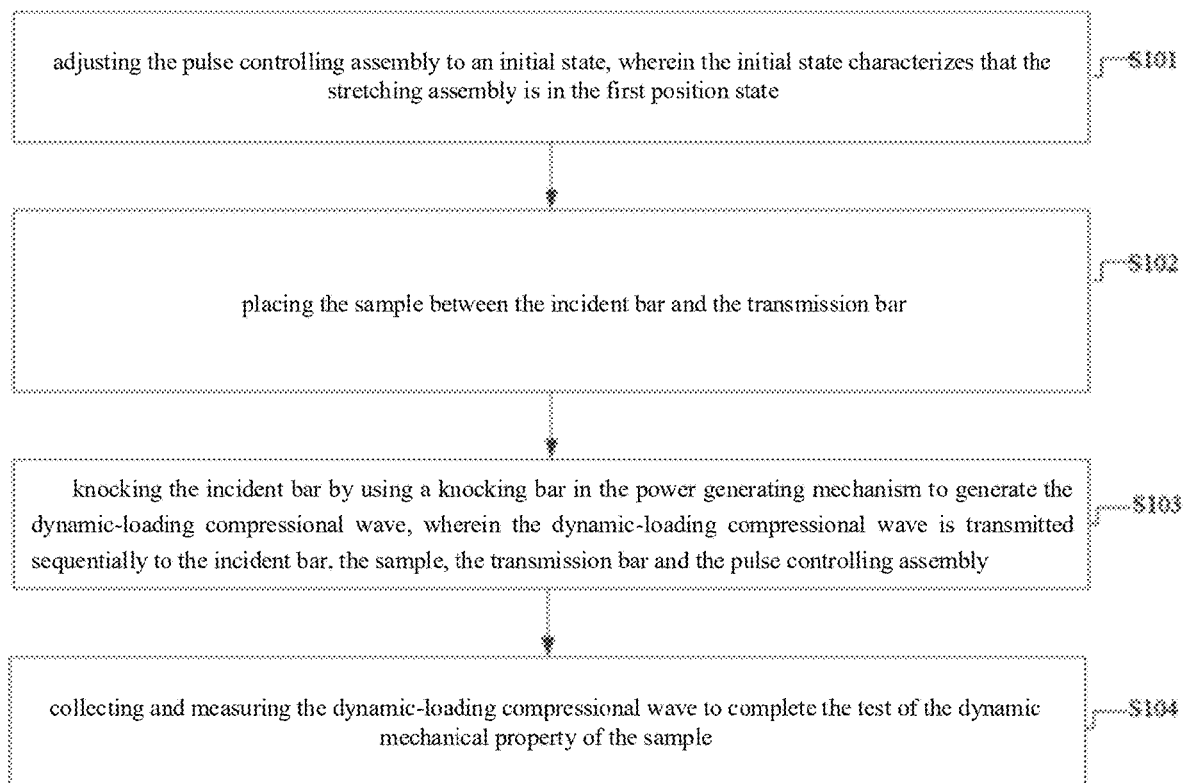 adjusting the pulse controlling assembly to an initial state, wherein the initial state characterizes that the
stretching assembly is in the first position state
S101
placing the sample between the incident bar and the transmission bar
S102
knocking the incident bar by using a knocking bar in the power generating mechanism to generate the
dynamic-loading compressional wave, wherein the dynamic-loading compressional wave is transmitted
sequentially to the incident bar. the sample, the transmission bar and the pulse controlling assembly
S103
collecting and measuring the dynamic-loading compressional wave to complete the test of the dynamic
mechanical property of the sample
S104